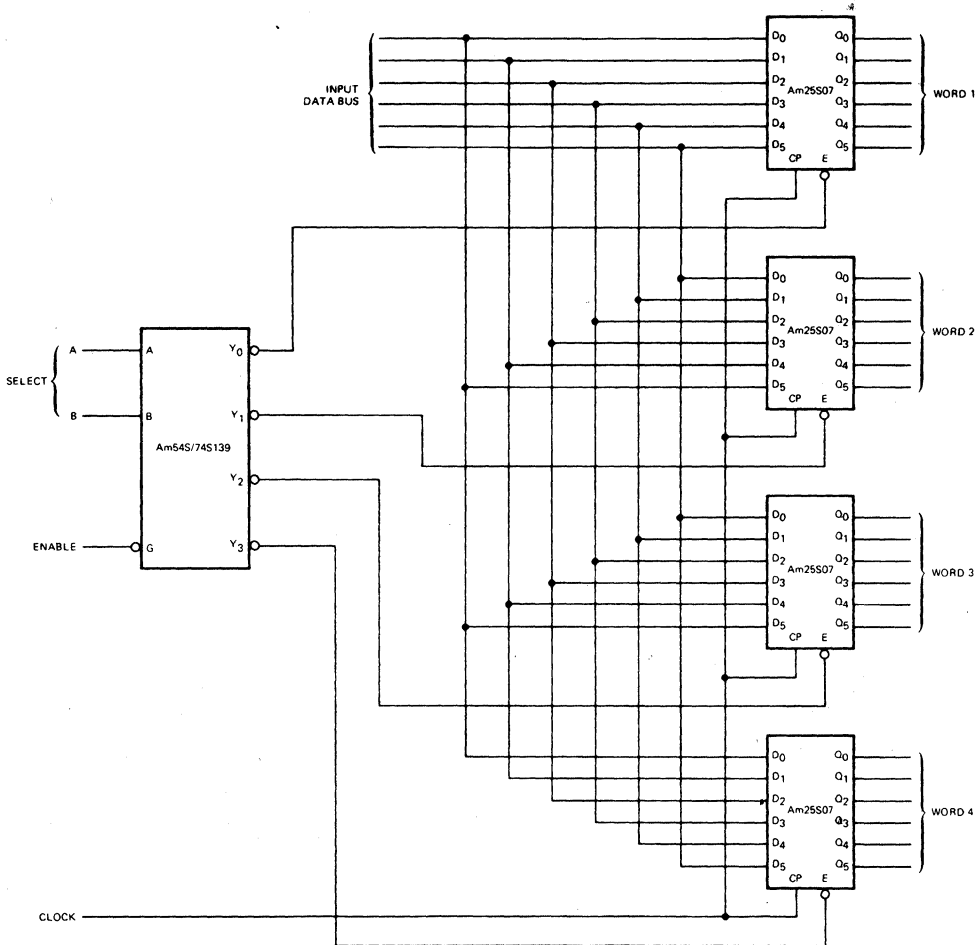 INPUT
DATA BUS
D0 Q0
D1 Q1
D2 Q2
Am25S07
D3 Q3
D4 Q4
D5 Q5
CP E
WORD 1
D0 Q0
D1 Q1
D2 Q2
Am25S07
D3 Q3
D4 Q4
D5 Q5
CP E
WORD 2
SELECT
A
B
A Y0
B Y1
Am54S/74S139
Y2
ENABLE
G Y3
D0 Q0
D1 Q1
D2 Q2
Am25S07
D3 Q3
D4 Q4
D5 Q5
CP E
WORD 3
D0 Q0
D1 Q1
D2 Q2
Am25S07
D3 Q3
D4 Q4
D5 Q5
CP E
WORD 4
CLOCK